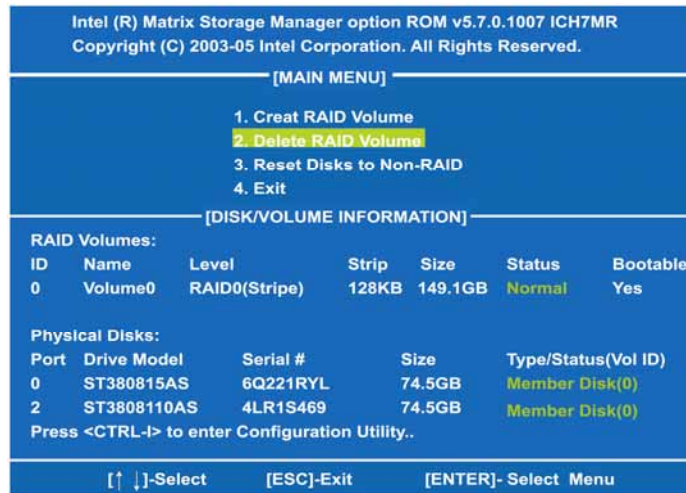 Intel (R) Matrix Storage Manager option ROM v5.7.0.1007 ICH7MR
Copyright (C) 2003-05 Intel Corporation. All Rights Reserved.
[MAIN MENU]
1. Creat RAID Volume
2. Delete RAID Volume
3. Reset Disks to Non-RAID
4. Exit
[DISK/VOLUME INFORMATION]
RAID Volumes:
ID Name Level Strip Size Status Bootable
0 Volume0 RAID0(Stripe) 128KB 149.1GB Normal Yes
Physical Disks:
Port Drive Model Serial # Size Type/Status(Vol ID)
0 ST380815AS 6Q221RYL 74.5GB Member Disk(0)
2 ST3808110AS 4LR1S469 74.5GB Member Disk(0)
Press <CTRL-I> to enter Configuration Utility..
[↑ ↓]-Select [ESC]-Exit [ENTER]- Select Menu